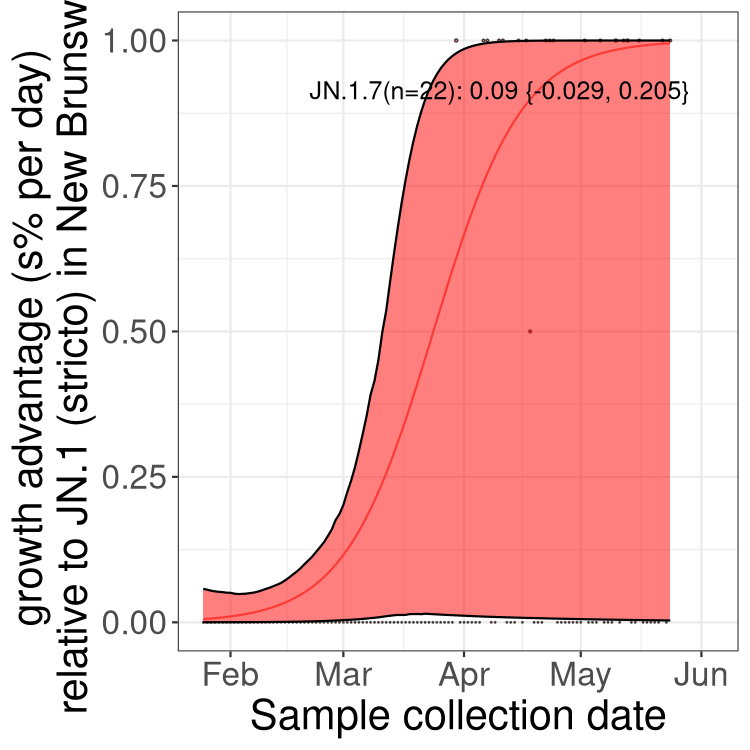 growth advantage (s% per day)
relative to JN.1 (stricto) in New Brunsw
1.00
0.75
0.50
0.25
0.00
JN.1.7(n=22): 0.09 {-0.029, 0.205}
Feb Mar Apr May Jun
Sample collection date